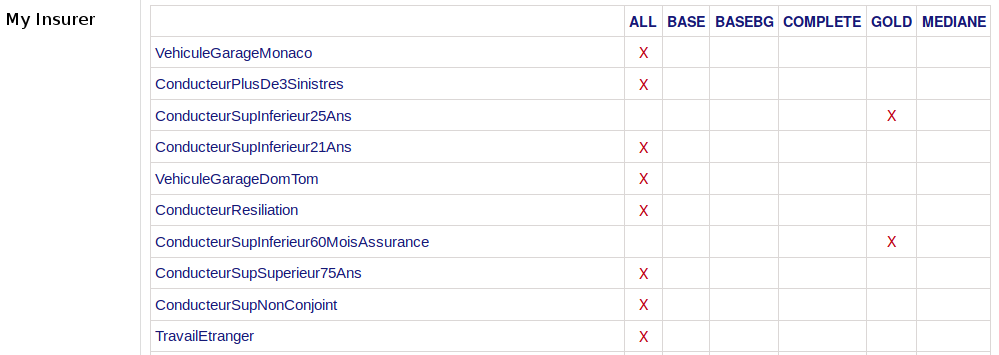 My Insurer
ALL BASE BASEBG COMPLETE GOLD MEDIANE
VehiculeGarageMonaco X
ConducteurPlusDe3Sinistres X
ConducteurSupInferieur25Ans X
ConducteurSupInferieur21Ans X
VehiculeGarageDomTom X
ConducteurResiliation X
ConducteurSupInferieur60MoisAssurance X
ConducteurSupSuperieur75Ans X
ConducteurSupNonConjoint X
TravailEtranger X